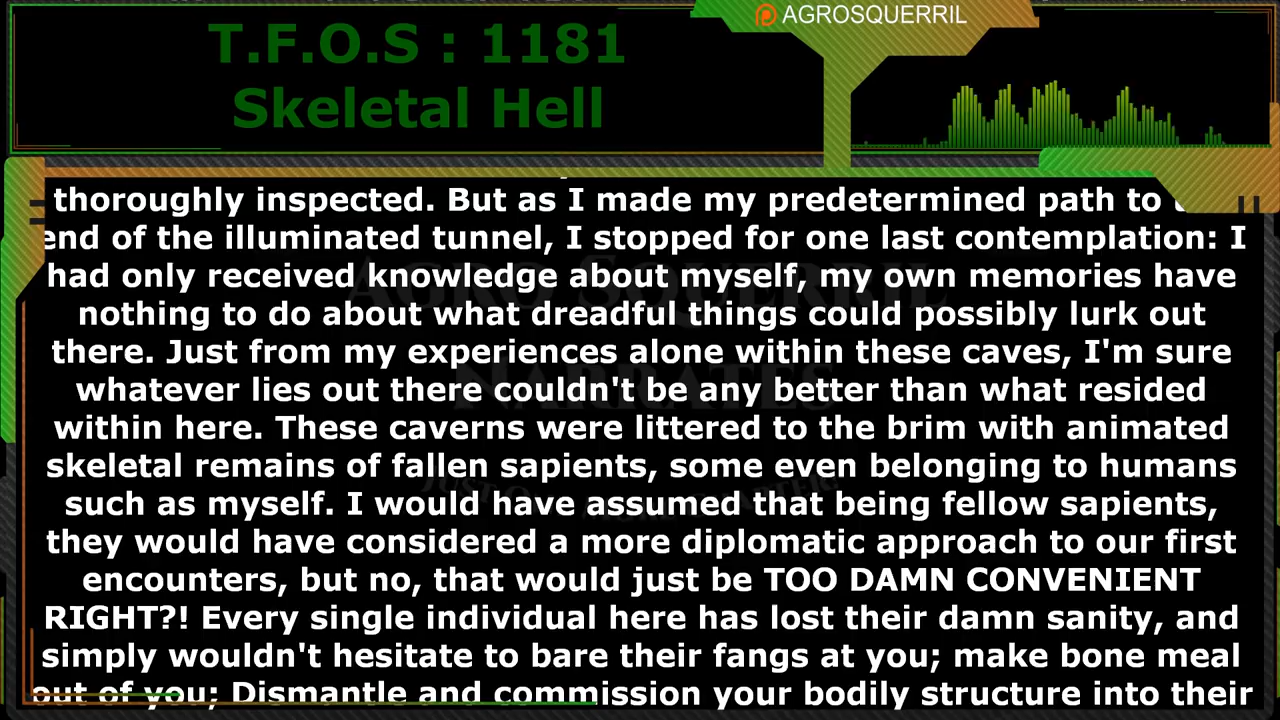 AGROSQUERRIL
T.F.O.S : 1181
Skeletal Hell
thoroughly inspected. But as I made my predetermined path to
end of the illuminated tunnel, I stopped for one last contemplation: I
had only received knowledge about myself, my own memories have
nothing to do about what dreadful things could possibly lurk out
there. Just from my experiences alone within these caves, I'm sure
whatever lies out there couldn't be any better than what resided
within here. These caverns were littered to the brim with animated
skeletal remains of fallen sapients, some even belonging to humans
such as myself. I would have assumed that being fellow sapients,
they would have considered a more diplomatic approach to our first
encounters, but no, that would just be TOO DAMN CONVENIENT
RIGHT?! Every single individual here has lost their damn sanity, and
simply wouldn't hesitate to bare their fangs at you; make bone meal
out of you; Dismantle and commission your bodily structure into their